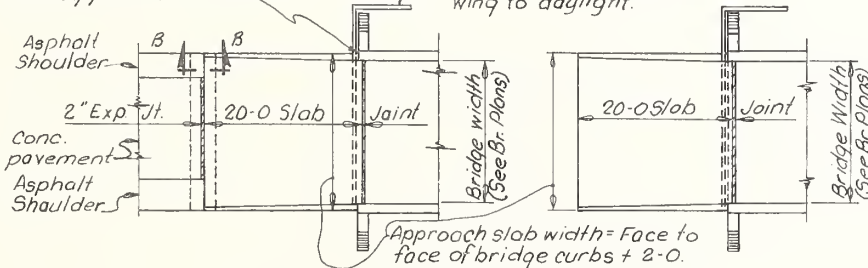 wing to daylight.
Asphalt
Shoulder
B B
2" Exp. Jt.
20-0 Slab
Joint
Bridge width
(See Br. Plans)
Conc.
pavement
Asphalt
Shoulder
20-0 Slab
Joint
Bridge Width
(See Br. Plans)
Approach slab width = Face to
face of bridge curbs + 2-0.